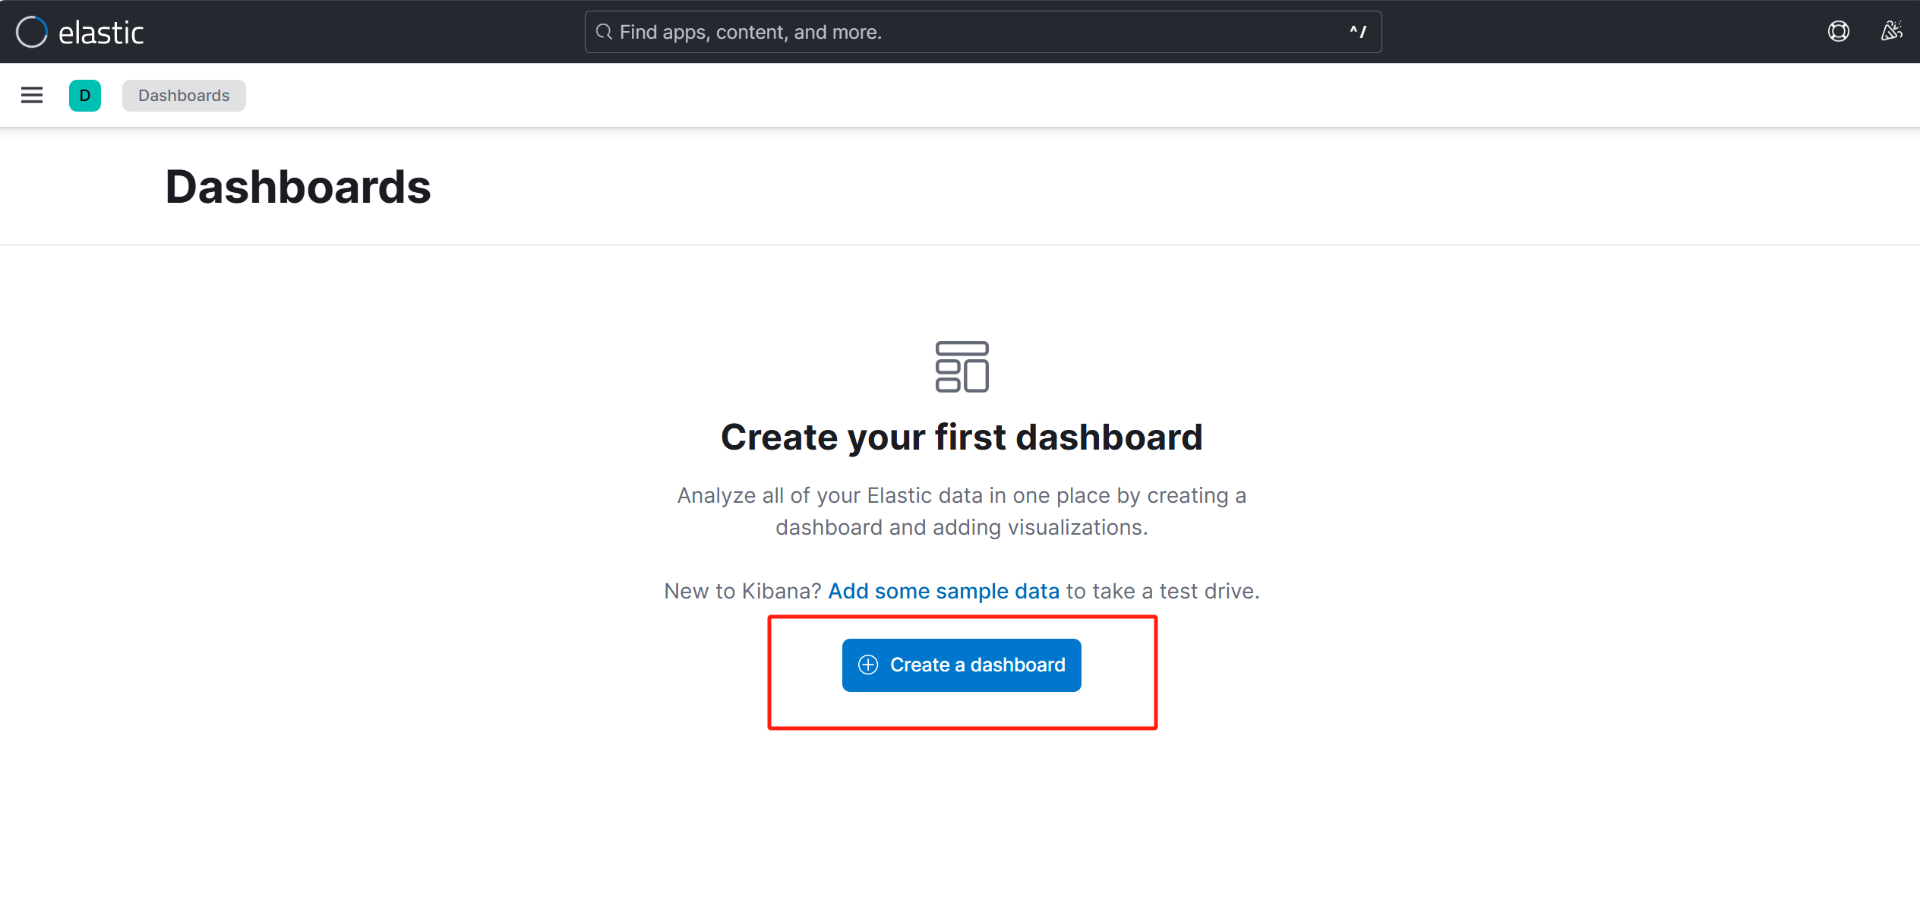 elastic
Find apps, content, and more.
^/
D
Dashboards
Dashboards
Create your first dashboard
Analyze all of your Elastic data in one place by creating a
dashboard and adding visualizations.
New to Kibana? Add some sample data to take a test drive.
Create a dashboard